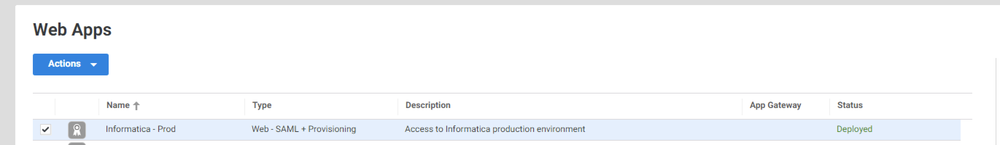 Web Apps
Actions
Name Type Description App Gateway Status
Informatica - Prod Web - SAML + Provisioning Access to Informatica production environment Deployed